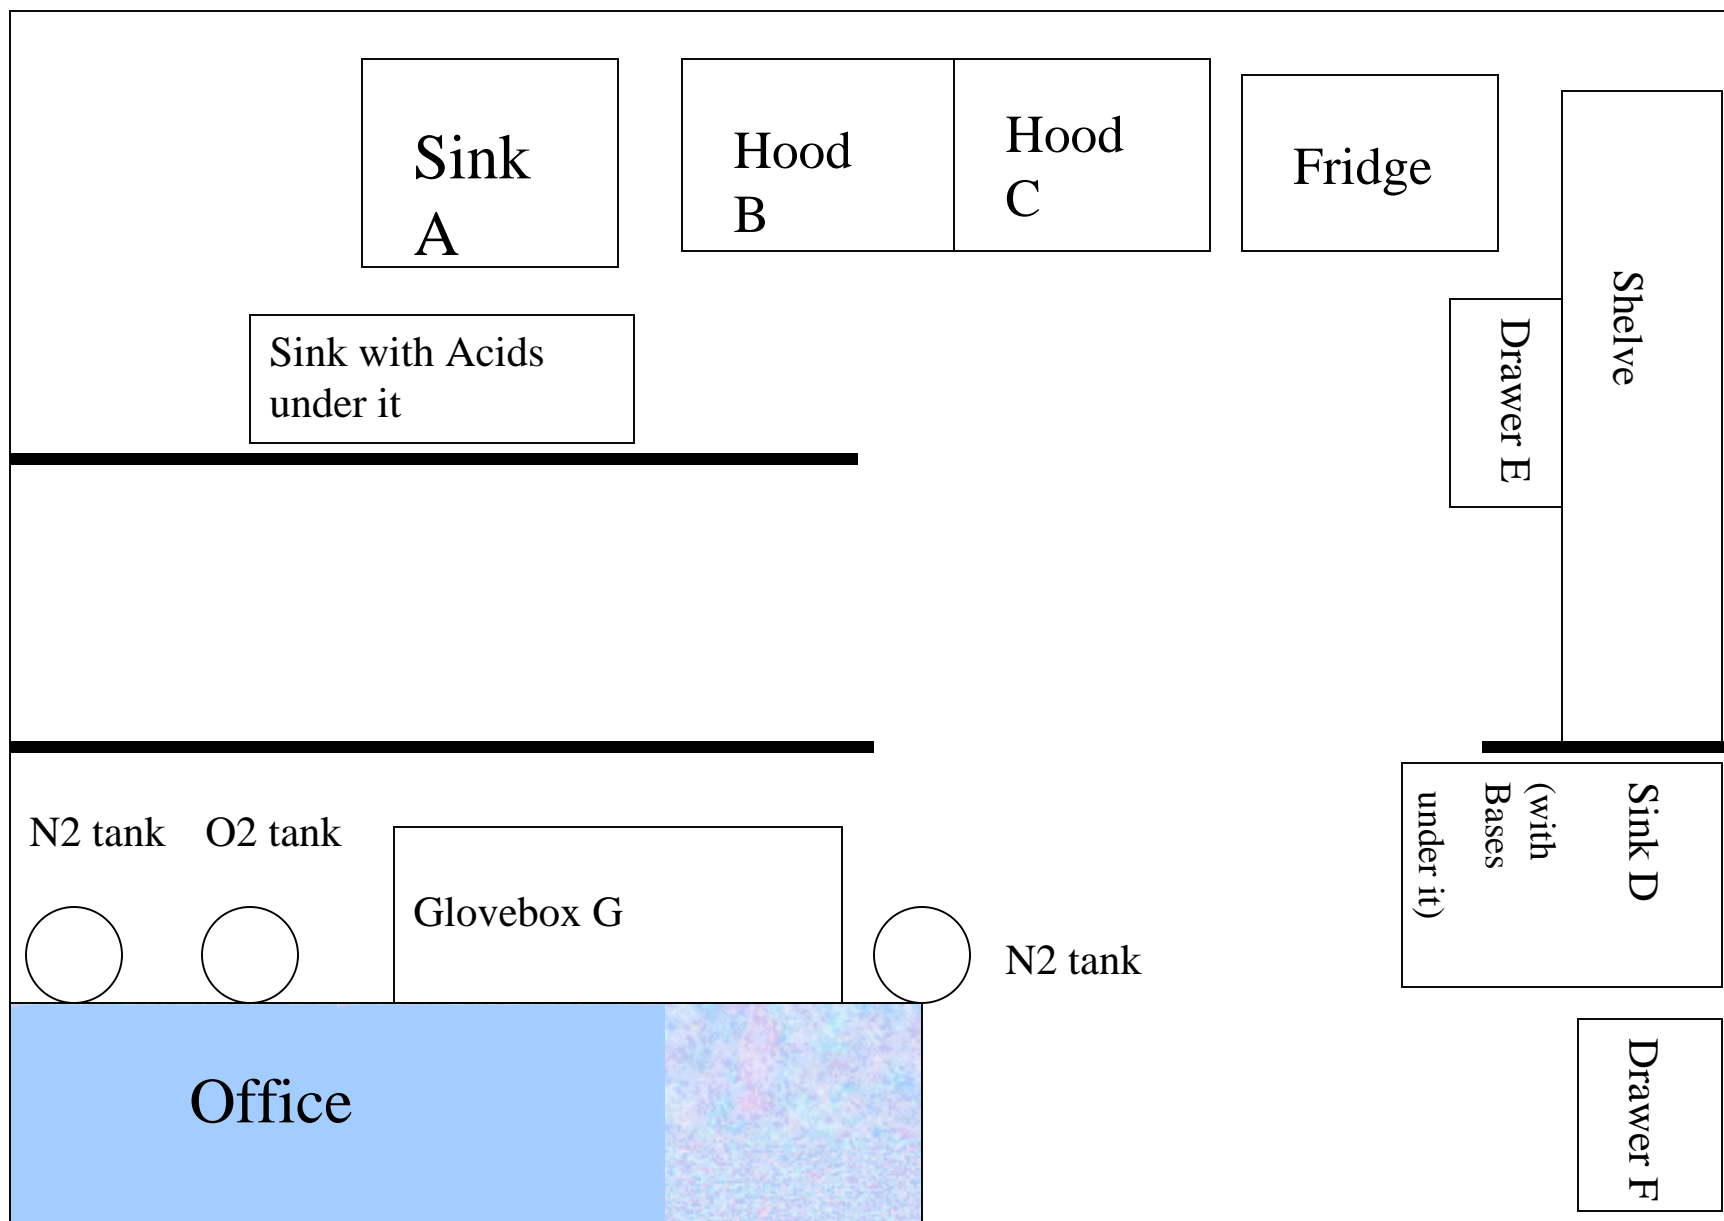 Sink
A
Hood
B
Hood
C
Fridge
Shelve
Drawer E
Sink with Acids
under it
N2 tank
O2 tank
Glovebox G
N2 tank
Sink D
(with
Bases
under it)
Office
Drawer F